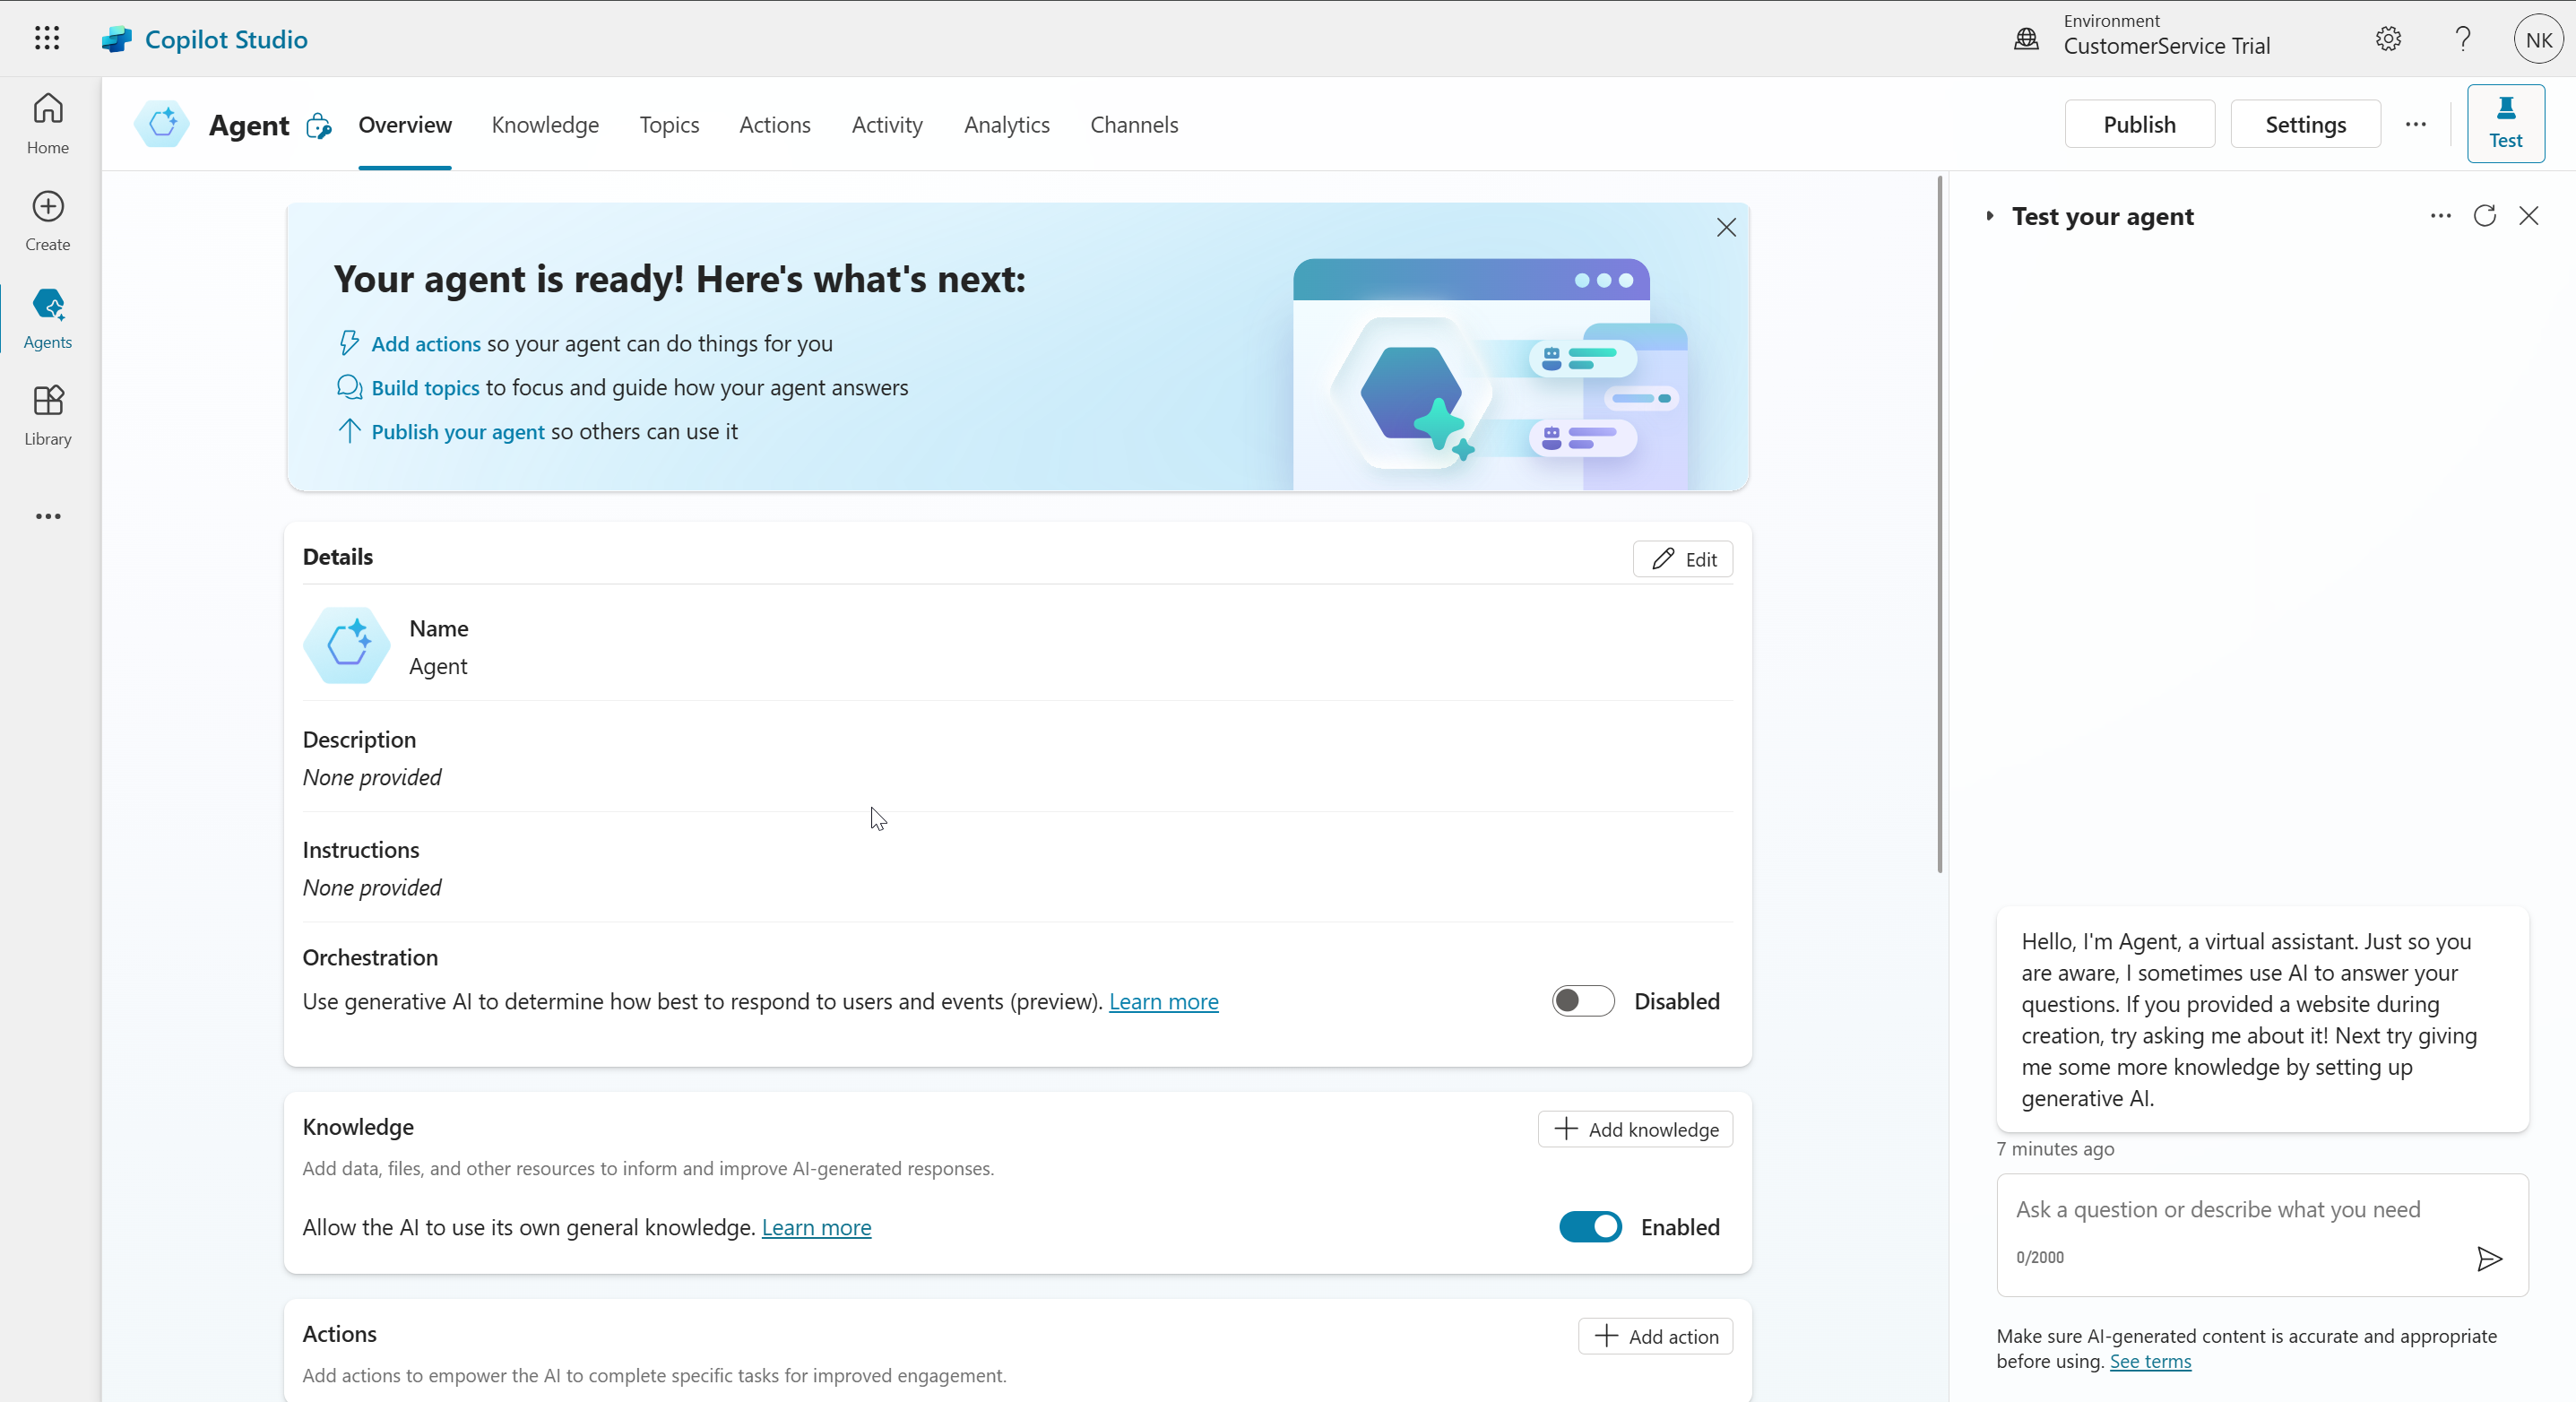 Copilot Studio
Environment
CustomerService Trial
NK
Home
Create
Agents
Library
Agent
Overview
Knowledge
Topics
Actions
Activity
Analytics
Channels
Publish
Settings
Test
Your agent is ready! Here's what's next:
Add actions so your agent can do things for you
Build topics to focus and guide how your agent answers
Publish your agent so others can use it
Details
Edit
Name
Agent
Description
None provided
Instructions
None provided
Orchestration
Use generative AI to determine how best to respond to users and events (preview). Learn more
Disabled
Knowledge
Add knowledge
Add data, files, and other resources to inform and improve AI-generated responses.
Allow the AI to use its own general knowledge. Learn more
Enabled
Actions
Add action
Add actions to empower the AI to complete specific tasks for improved engagement.
Test your agent
Hello, I'm Agent, a virtual assistant. Just so you
are aware, I sometimes use AI to answer your
questions. If you provided a website during
creation, try asking me about it! Next try giving
me some more knowledge by setting up
generative AI.
7 minutes ago
Ask a question or describe what you need
0/2000
Make sure AI-generated content is accurate and appropriate
before using. See terms